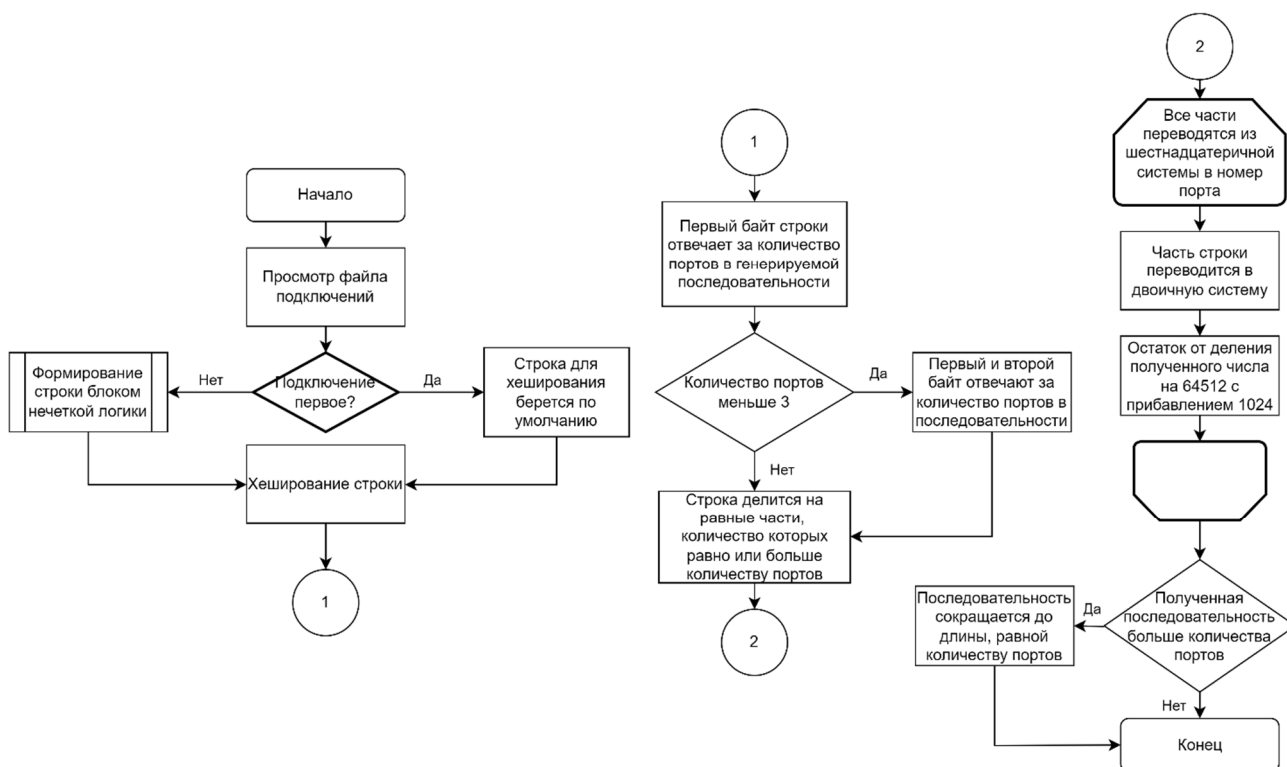 Начало
Просмотр файла
подключений
Подключение
первое?
Нет
Да
Формирование
строки блоком
нечеткой логики
Строка для
хеширования
берется по
умолчанию
Хеширование строки
1
1
Первый байт строки
отвечает за количество
портов в генерируемой
последовательности
Количество портов
меньше 3
Да
Первый и второй
байт отвечают за
количество портов в
последовательности
Нет
Строка делится на
равные части,
количество которых
равно или больше
количеству портов
2
2
Все части
переводятся из
шестнадцатеричной
системы в номер
порта
Часть строки
переводится в
двоичную систему
Остаток от деления
полученного числа
на 64512 с
прибавлением 1024
Полученная
последовательность
больше количества
портов
Да
Последовательность
сокращается до
длины, равной
количеству портов
Нет
Конец